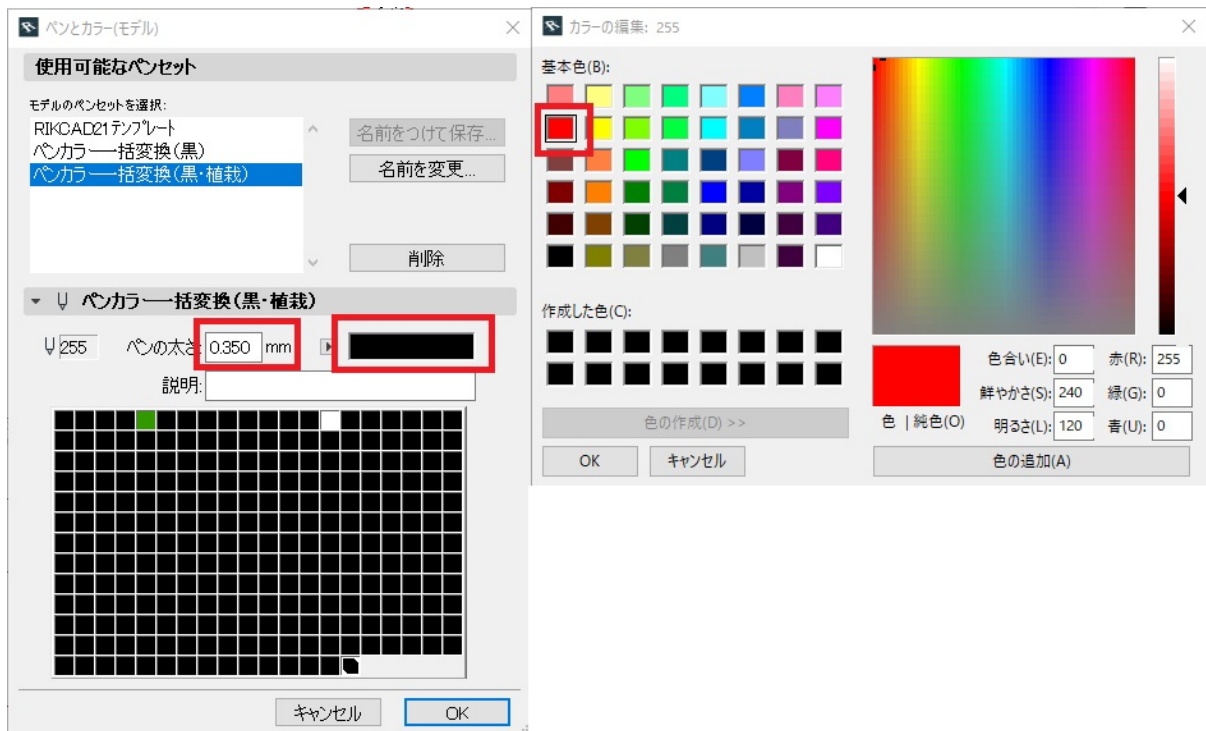 ペンとカラー(モデル)
使用可能なペンセット
モデルのペンセットを選択:
RIKCAD21テンプレート
ペンカラー一括変換(黒)
ペンカラー一括変換(黒・植栽)
名前をつけて保存...
名前を変更...
削除
ペンカラー一括変換(黒・植栽)
255 ペンの太さ: 0.350 mm
説明:
キャンセル OK
カラーの編集: 255
基本色(B):
作成した色(C):
色の作成(D) >>
OK キャンセル
色合い(E): 0 赤(R): 255
鮮やかさ(S): 240 緑(G): 0
色 | 純色(O) 明るさ(L): 120 青(U): 0
色の追加(A)